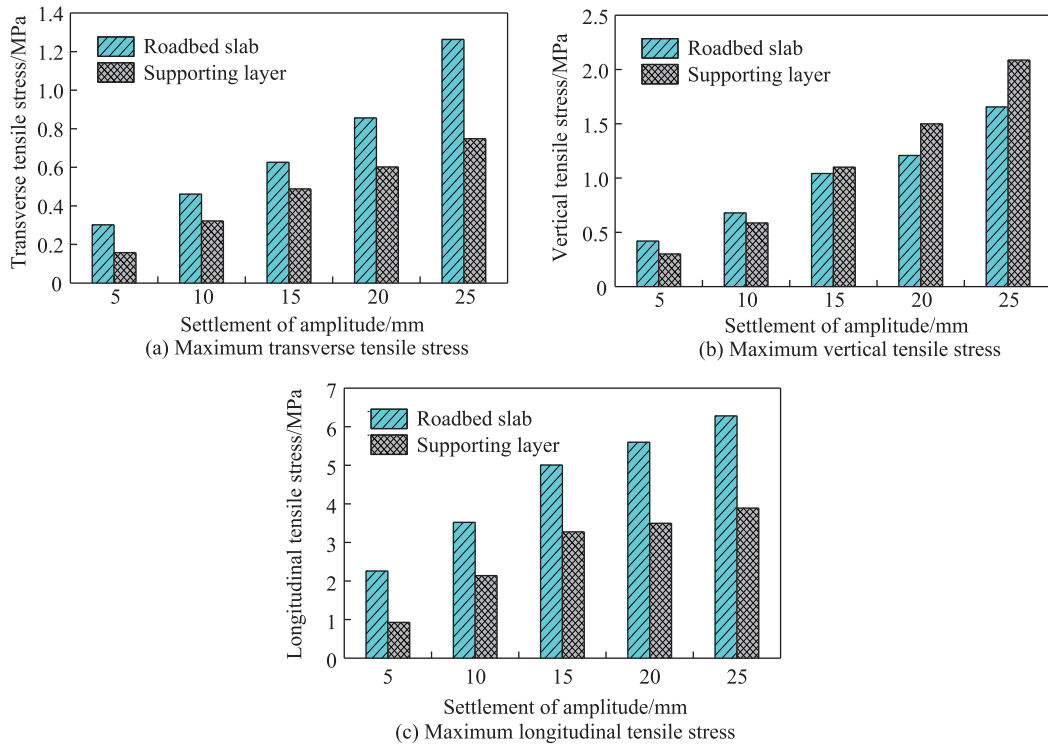 Transverse tensile stress/MPa
1.4
1.2
1.0
0.8
0.6
0.4
0.2
0
Roadbed slab
Supporting layer
5 10 15 20 25
Settlement of amplitude/mm
(a) Maximum transverse tensile stress
Vertical tensile stress/MPa
2.5
2.0
1.5
1.0
0.5
0
Roadbed slab
Supporting layer
5 10 15 20 25
Settlement of amplitude/mm
(b) Maximum vertical tensile stress
Longitudinal tensile stress/MPa
7
6
5
4
3
2
1
0
Roadbed slab
Supporting layer
5 10 15 20 25
Settlement of amplitude/mm
(c) Maximum longitudinal tensile stress